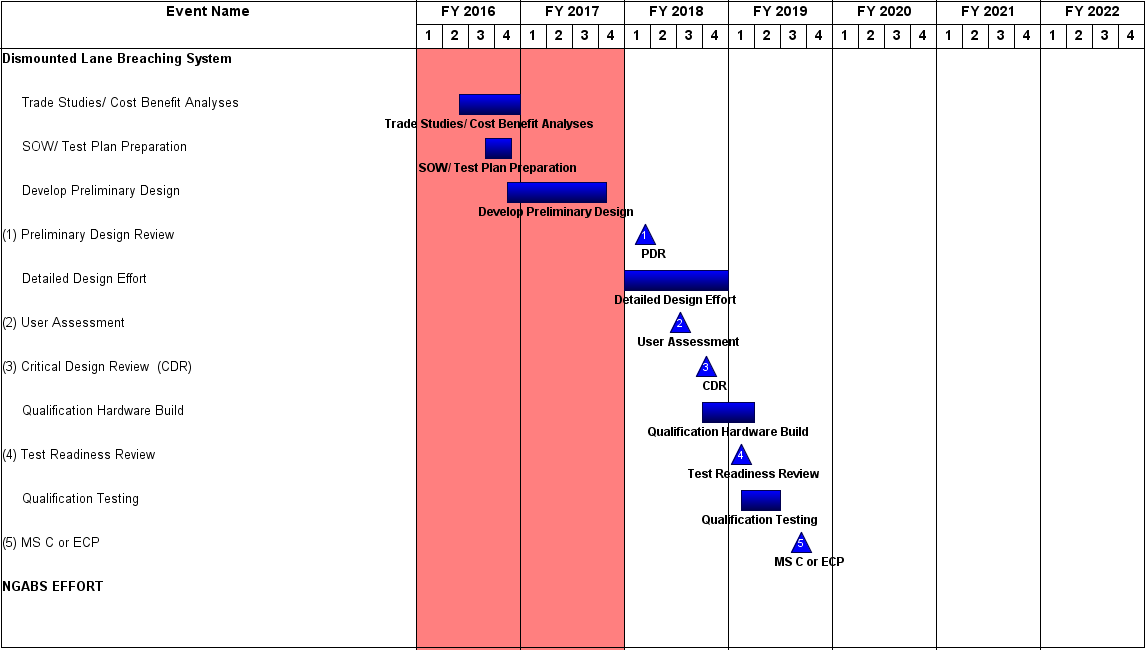 Event Name FY 2016 FY 2017 FY 2018 FY 2019 FY 2020 FY 2021 FY 2022
1 2 3 4 1 2 3 4 1 2 3 4 1 2 3 4 1 2 3 4 1 2 3 4 1 2 3 4
Dismounted Lane Breaching System
Trade Studies/ Cost Benefit Analyses
Trade Studies/ Cost Benefit Analyses
SOW/ Test Plan Preparation
SOW/ Test Plan Preparation
Develop Preliminary Design
Develop Preliminary Design
(1) Preliminary Design Review 1
PDR
Detailed Design Effort
Detailed Design Effort
(2) User Assessment 2
User Assessment
(3) Critical Design Review (CDR) 3
CDR
Qualification Hardware Build
Qualification Hardware Build
(4) Test Readiness Review 4
Test Readiness Review
Qualification Testing
Qualification Testing
(5) MS C or ECP 5
MS C or ECP
NGABS EFFORT